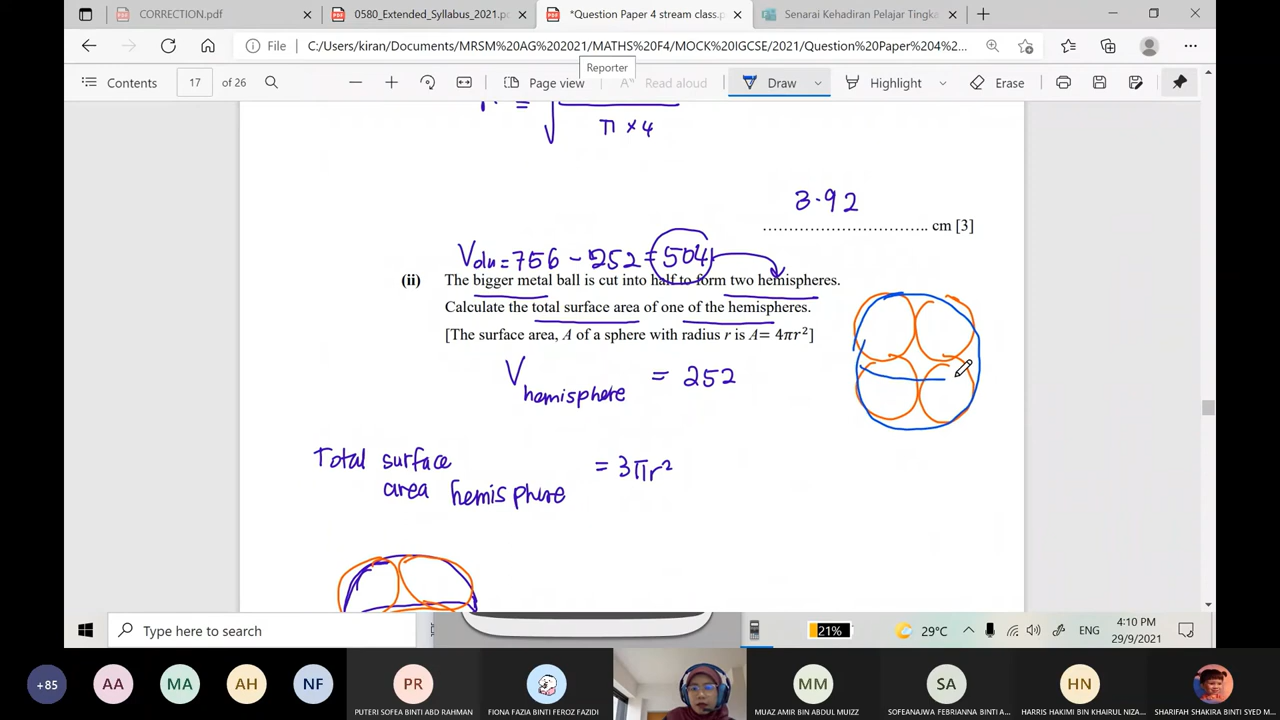 CORRECTION.pdf
0580_Extended_Syllabus_2021.p
*Question Paper 4 stream class.p
Senarai Kehadiran Pelajar Tingka
File
C:/Users/kiran/Documents/MRSM%20AG%202021/MATHS%20F4/MOCK%20IGCSE/2021/Question%20Paper%204%2...
Reporter
Contents
17
of 26
Page view
Read aloud
Draw
Highlight
Erase
π × 4
3.92
cm [3]
= 756 - 252 = 504
(ii) The bigger metal ball is cut into half to form two hemispheres.
Calculate the total surface area of one of the hemispheres.
[The surface area, A of a sphere with radius r is A= 4πr²]
V hemisphere = 252
Total surface area hemisphere = 3πr²
Type here to search
21%
29°C
ENG
4:10 PM
29/9/2021
+85
AA
MA
AH
NF
PR
MM
SA
HN
PUTERI SOFEA BINTI ABD RAHMAN
FIONA FAZIA BINTI FEROZ FAZIDI
MUAZ AMIN BIN ABDUL MUIZZ
SOFEANAJWA FEBRIANNA BINTI A...
HARRIS HAKIMI BIN KHAIRUL NIZA...
SHARIFAH SHAKIRA BINTI SYED M...